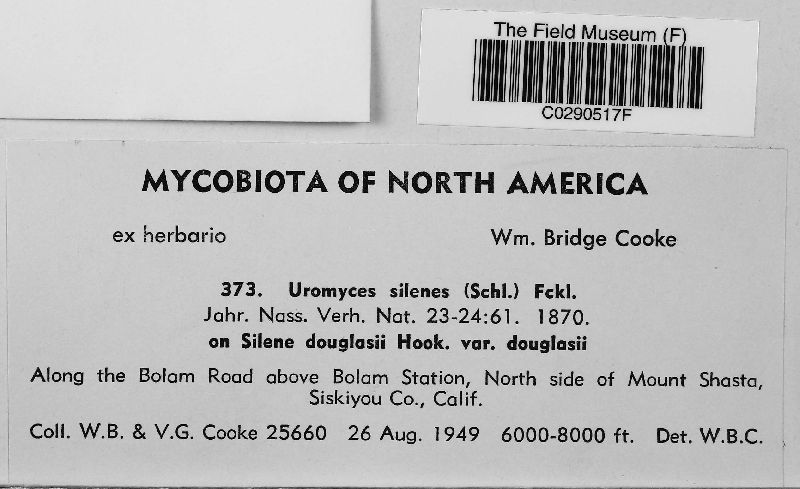 The Field Museum (F)
C0290517F
MYCOBIOTA OF NORTH AMERICA
ex herbario Wm. Bridge Cooke
373. Uromyces silenes (Schl.) Fckl.
Jahr. Nass. Verh. Nat. 23-24:61. 1870.
on Silene douglasii Hook. var. douglasii
Along the Bolam Road above Bolam Station, North side of Mount Shasta,
Siskiyou Co., Calif.
Coll. W.B. & V.G. Cooke 25660 26 Aug. 1949 6000-8000 ft. Det. W.B.C.